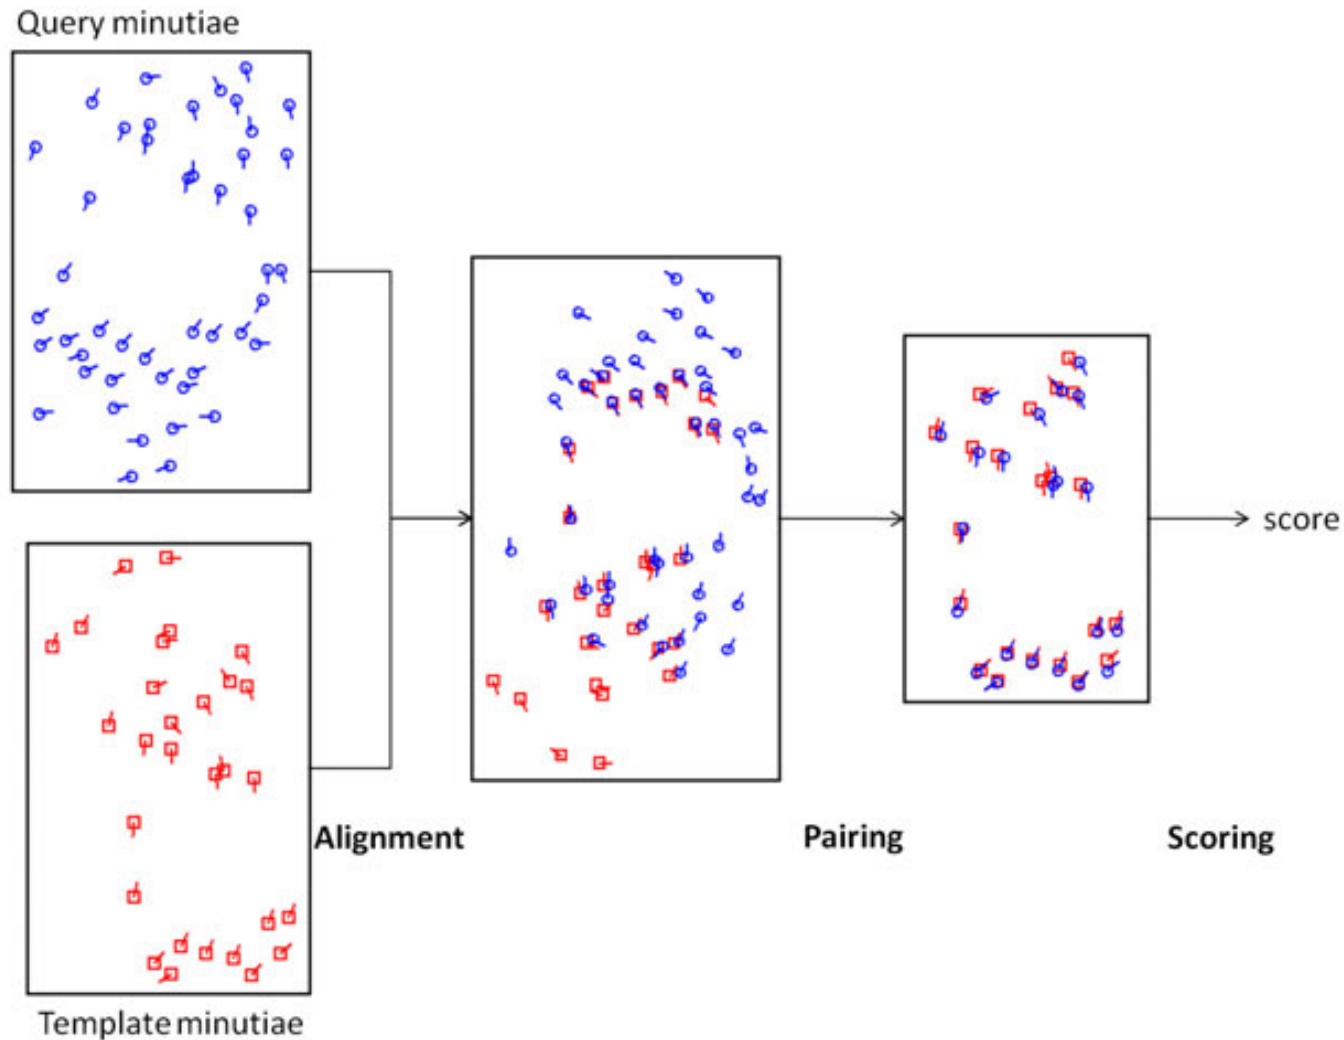 Query minutiae
score
Alignment
Pairing
Scoring
Template minutiae